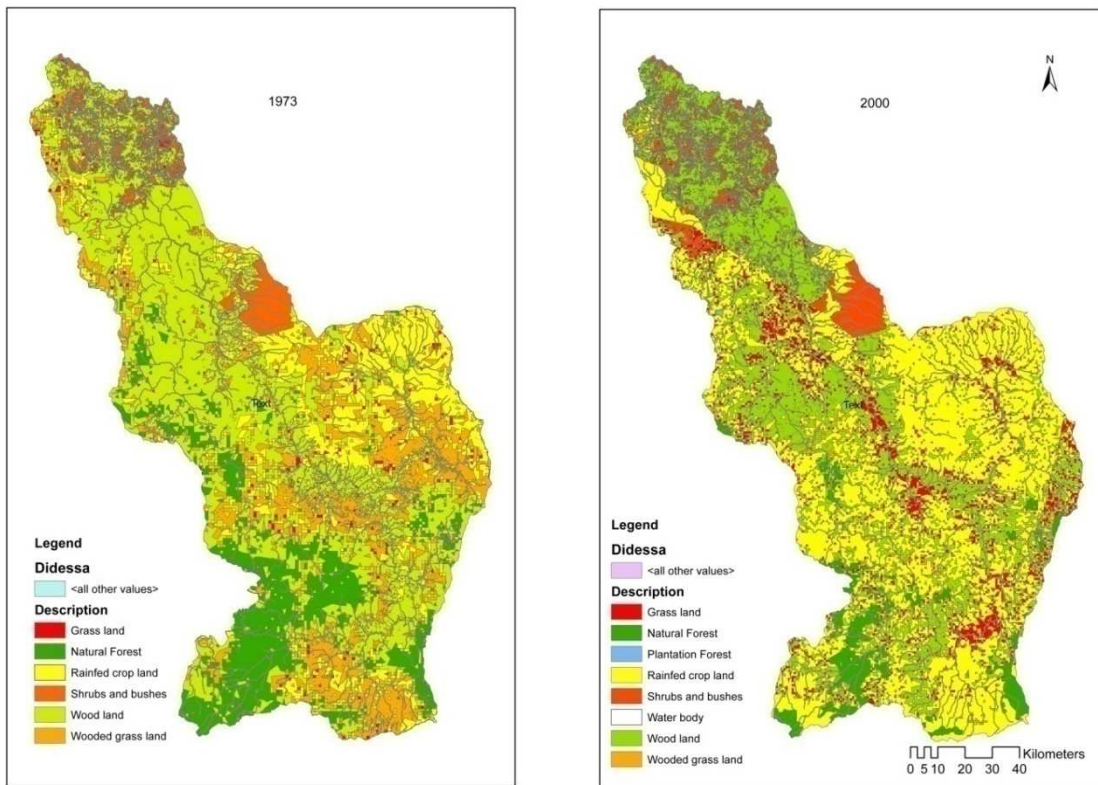 1973
Text
Legend
Didessa
<all other values>
Description
Grass land
Natural Forest
Rainfed crop land
Shrubs and bushes
Wood land
Wooded grass land
N
2000
Text
Legend
Didessa
<all other values>
Description
Grass land
Natural Forest
Plantation Forest
Rainfed crop land
Shrubs and bushes
Water body
Wood land
Wooded grass land
Kilometers
0 5 10 20 30 40